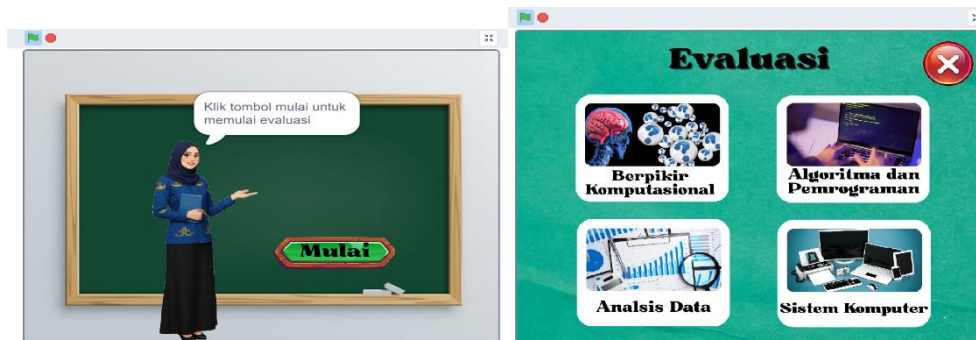 Klik tombol mulai untuk
memulai evaluasi
Mulai
Evaluasi
Berpikir
Komputasional
Algoritma dan
Pemrograman
Analsis Data
Sistem Komputer